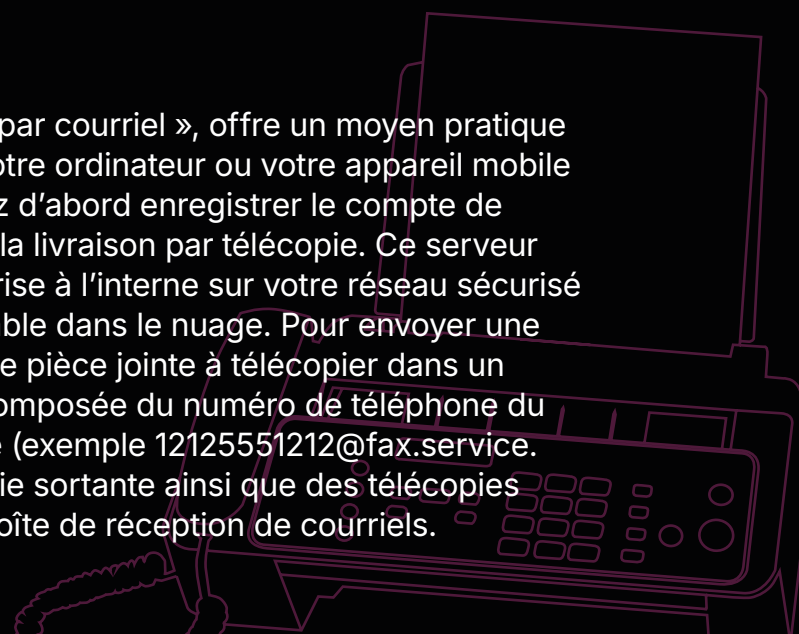 par courriel », offre un moyen pratique
otre ordinateur ou votre appareil mobile
z d’abord enregistrer le compte de
la livraison par télécopie. Ce serveur
rise à l’interne sur votre réseau sécurisé
ble dans le nuage. Pour envoyer une
e pièce jointe à télécopier dans un
omposée du numéro de téléphone du
(exemple 12125551212@fax.service.
ie sortante ainsi que des télécopies
oîte de réception de courriels.